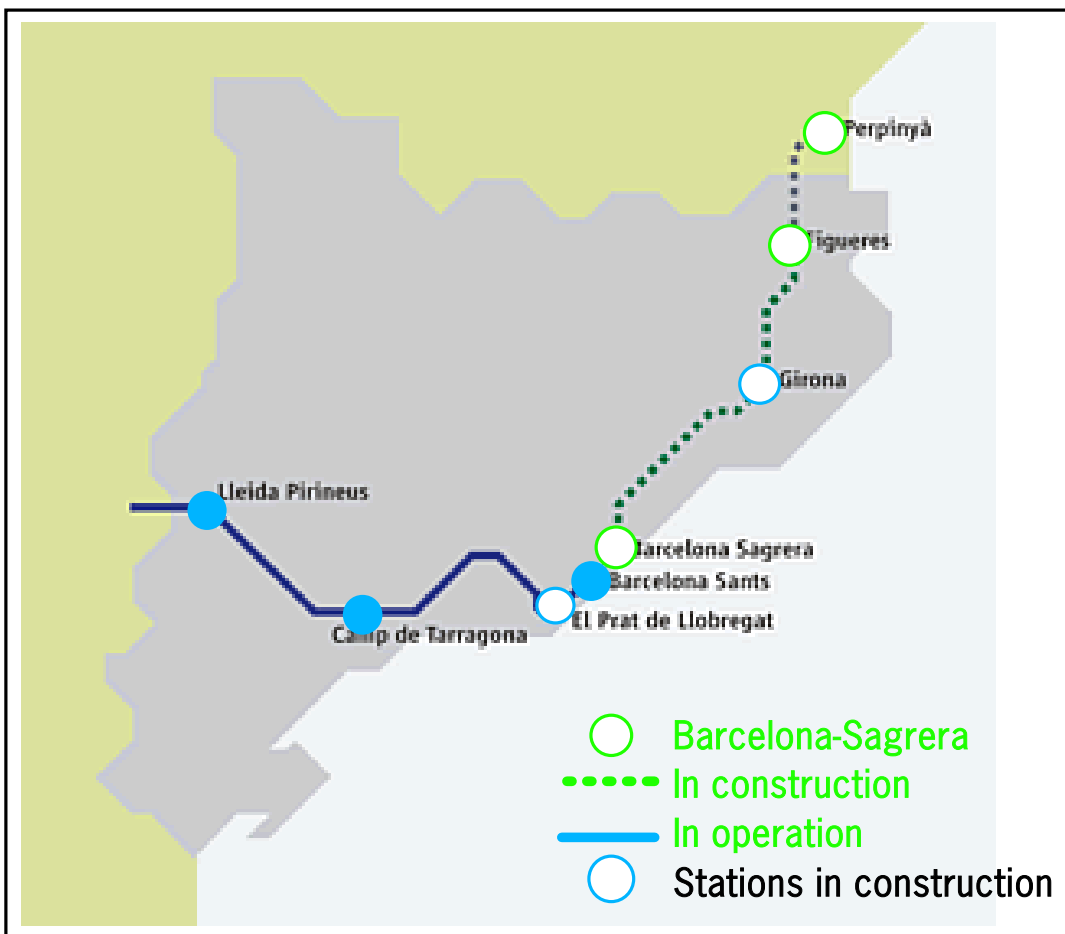 Perpinyà
Figueres
Girona
Lleida Pirineus
Barcelona Sagrera
Barcelona Sants
El Prat de Llobregat
Camp de Tarragona
Barcelona-Sagrera
In construction
In operation
Stations in construction